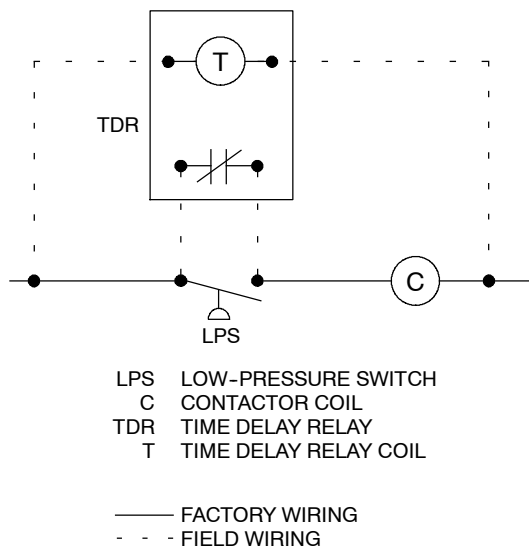 T
TDR
C
LPS
LPS LOW-PRESSURE SWITCH
C CONTACTOR COIL
TDR TIME DELAY RELAY
T TIME DELAY RELAY COIL
FACTORY WIRING
FIELD WIRING